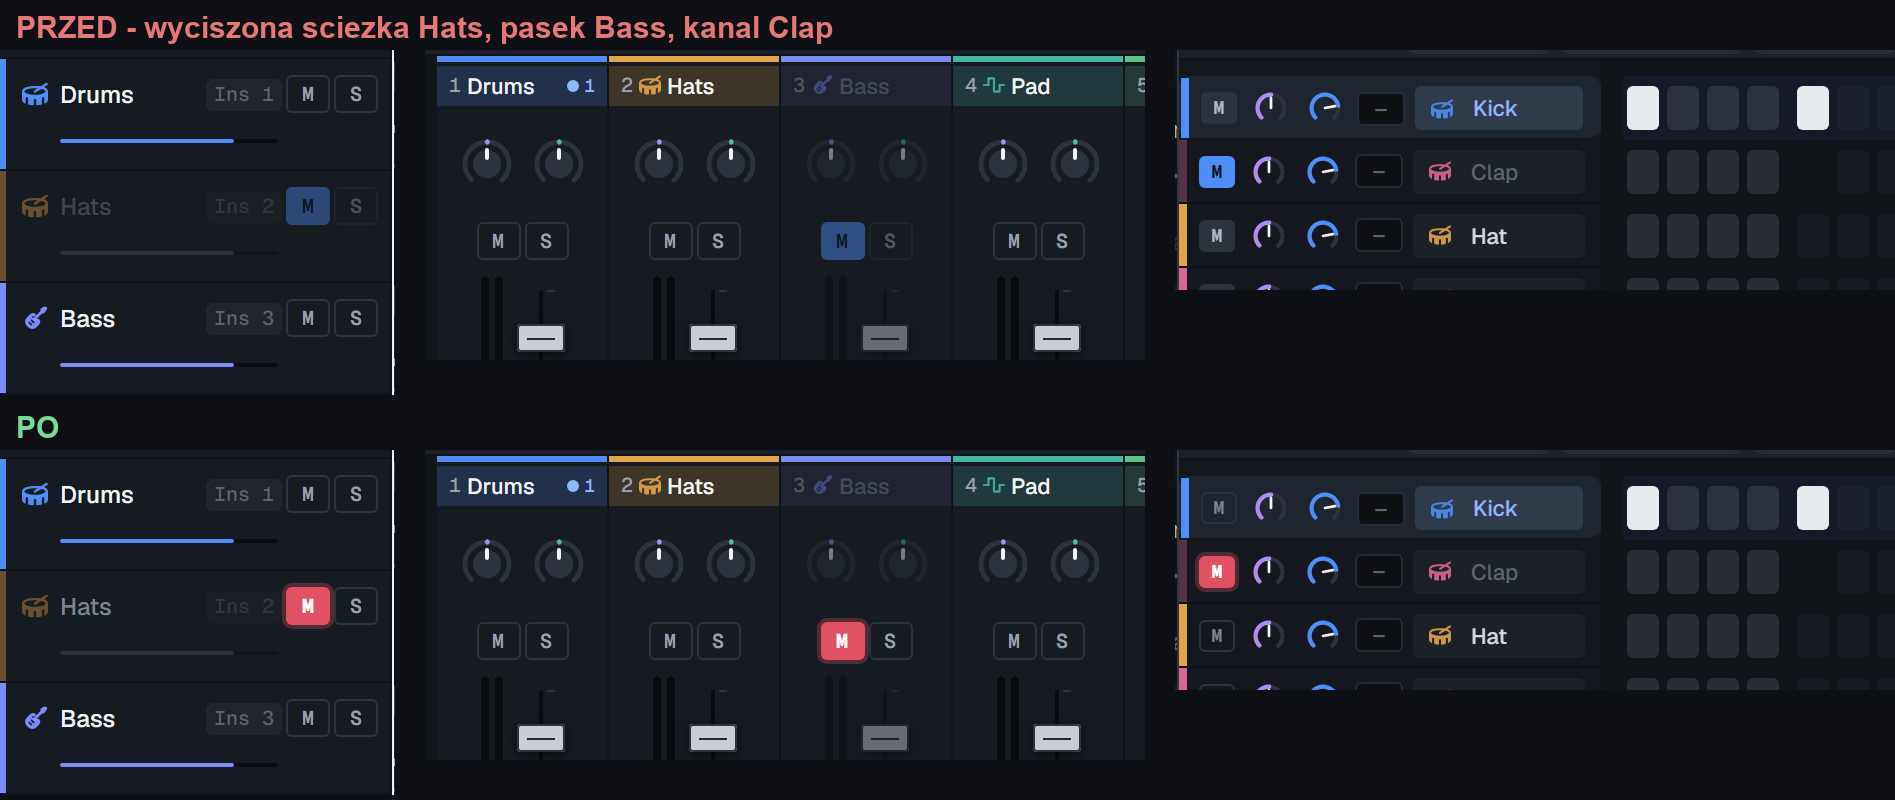 PRZED - wyciszona sciezka Hats, pasek Bass, kanal Clap
Drums Ins 1 M S
Hats Ins 2 M S
Bass Ins 3 M S
1 Drums 1 2 Hats 3 Bass 4 Pad 5
M S M S M S M S
M – Kick
M – Clap
M – Hat
PO
Drums Ins 1 M S
Hats Ins 2 M S
Bass Ins 3 M S
1 Drums 1 2 Hats 3 Bass 4 Pad 5
M S M S M S M S
M – Kick
M – Clap
M – Hat